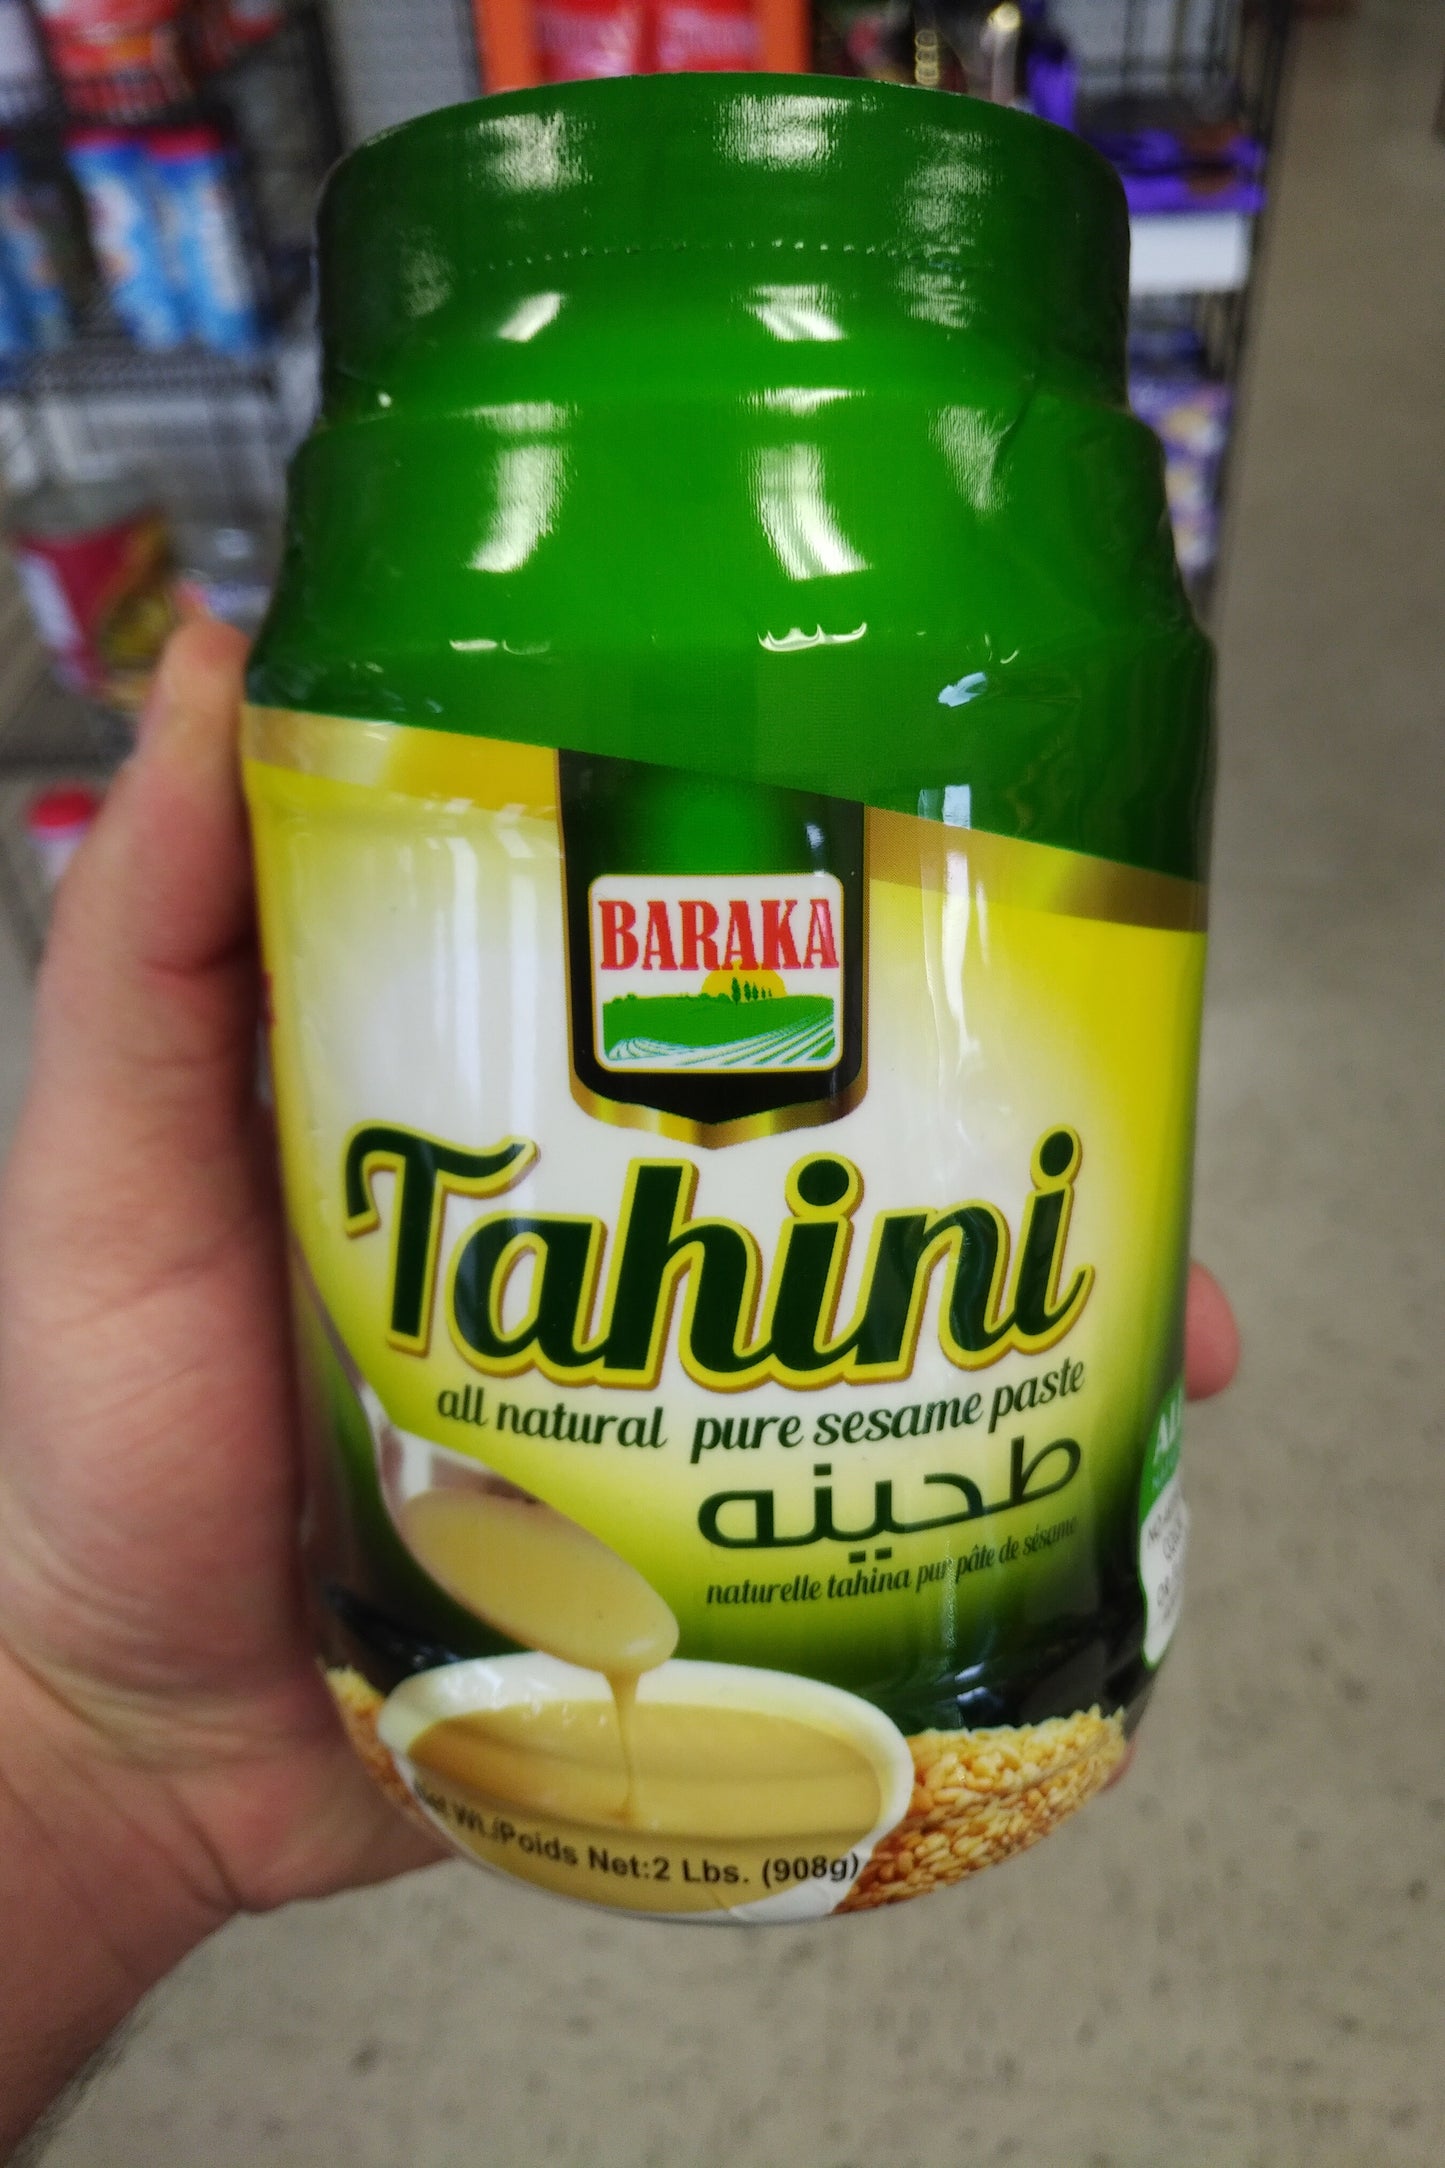 BARAKA
Tahini
all natural pure sesame paste
طحينه
naturelle tahina pur pâte de sésame
Net Wt./Poids Net:2 Lbs. (908g)